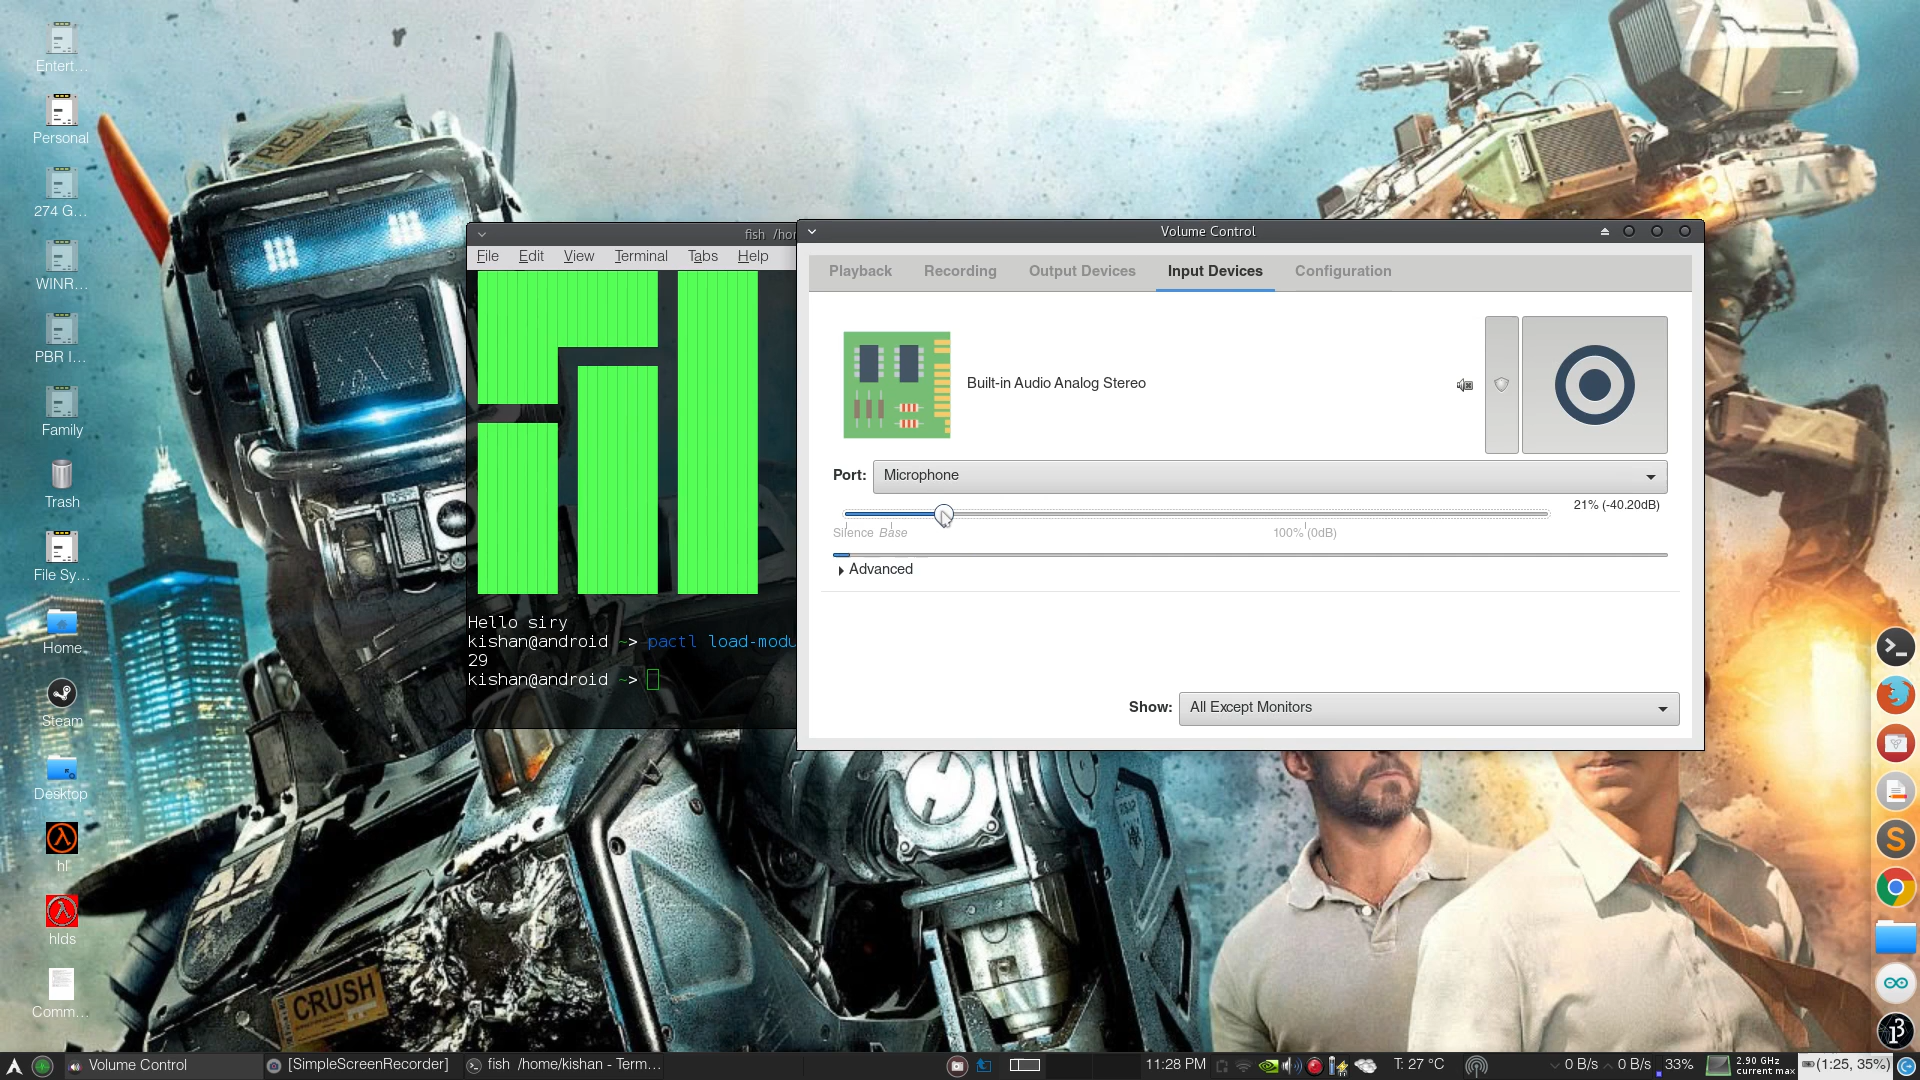 Entert...
Personal
274 G...
WINR...
PBR I...
Family
Trash
File Sy...
Home
Steam
Desktop
hl
hlds
Comm...
REJECT
CRUSH
fish /hom
File Edit View Terminal Tabs Help
Hello siry
kishan@android ~> pactl load-modu
29
kishan@android ~>
Volume Control
Playback Recording Output Devices Input Devices Configuration
Built-in Audio Analog Stereo
Port: Microphone
21% (-40.20dB)
Silence Base 100% (0dB)
Advanced
Show: All Except Monitors
Volume Control
[SimpleScreenRecorder]
fish /home/kishan - Term...
11:28 PM
T: 27 °C
0 B/s
0 B/s
33%
2.90 GHz
current max
(1:25, 35%)